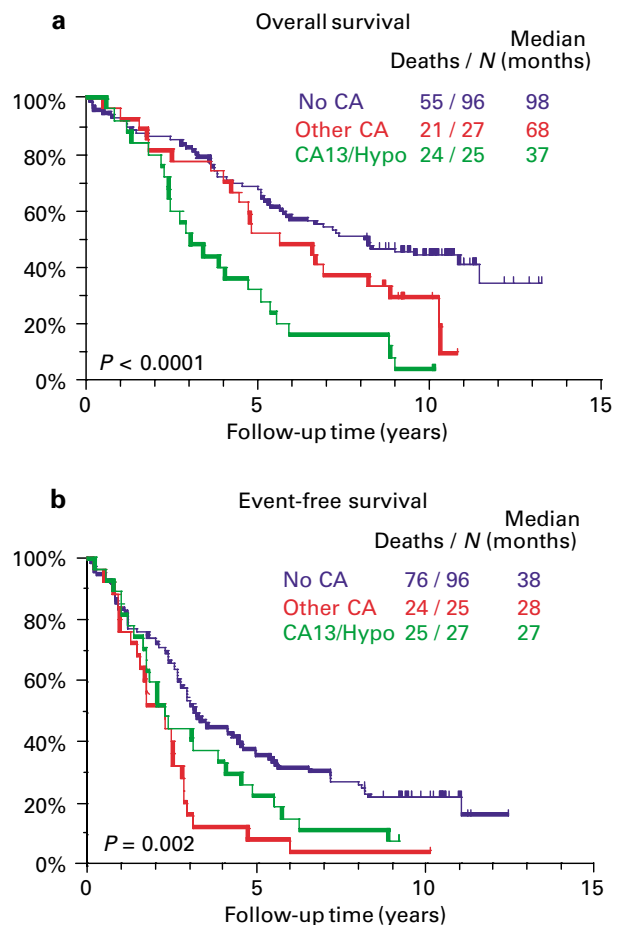 a Overall survival
Median
Deaths / N (months)
No CA 55 / 96 98
Other CA 21 / 27 68
CA13/Hypo 24 / 25 37
100%
80%
60%
40%
20%
0%
P < 0.0001
0 5 10 15
Follow-up time (years)
b Event-free survival
Median
Deaths / N (months)
No CA 76 / 96 38
Other CA 24 / 25 28
CA13/Hypo 25 / 27 27
100%
80%
60%
40%
20%
0%
P = 0.002
0 5 10 15
Follow-up time (years)